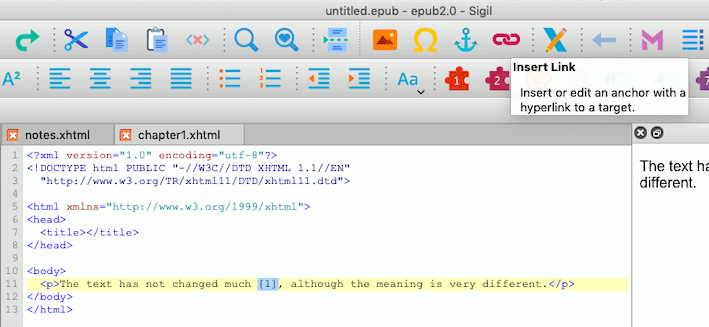 untitled.epub - epub2.0 - Sigil
A²
Aa
1
2
7
Insert Link
Insert or edit an anchor with a
hyperlink to a target.
notes.xhtml
chapter1.xhtml
1 <?xml version="1.0" encoding="utf-8"?>
2 <!DOCTYPE html PUBLIC "-//W3C//DTD XHTML 1.1//EN"
3 "http://www.w3.org/TR/xhtml11/DTD/xhtml11.dtd">
4
5 <html xmlns="http://www.w3.org/1999/xhtml">
6 <head>
7 <title></title>
8 </head>
9
10 <body>
11 <p>The text has not changed much [1], although the meaning is very different.</p>
12 </body>
13 </html>
The text ha
different.